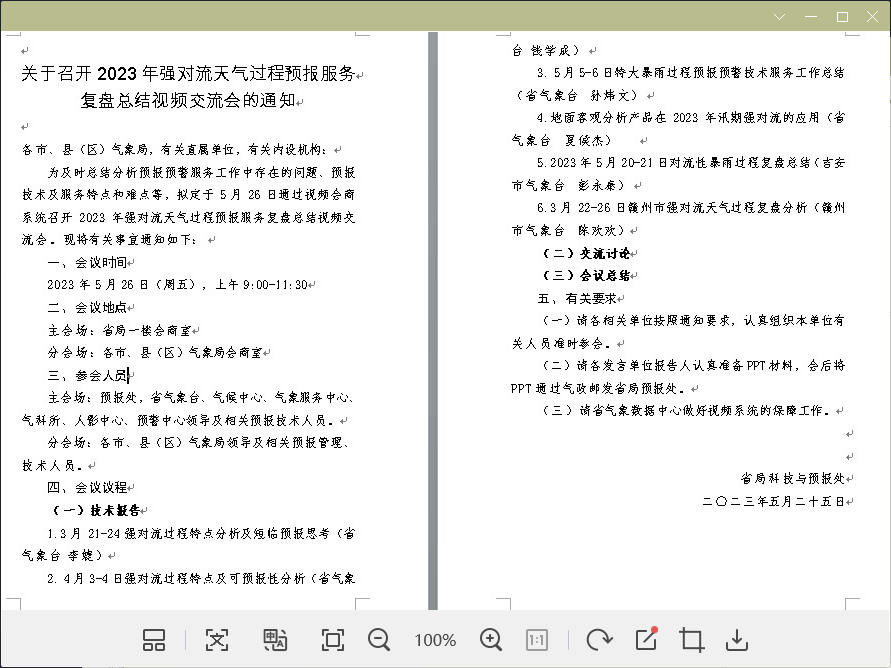 关于召开 2023 年强对流天气过程预报服务
复盘总结视频交流会的通知
各市、县（区）气象局，有关直属单位，有关内设机构：
为及时总结分析预报预警服务工作中存在的问题、预报
技术及服务特点和难点等，拟定于 5 月 26 日通过视频会商
系统召开 2023 年强对流天气过程预报服务复盘总结视频交
流会。现将有关事宜通知如下：
一、会议时间
2023 年 5 月 26 日（周五），上午 9:00-11:30
二、会议地点
主会场：省局一楼会商室
分会场：各市、县（区）气象局会商室
三、参会人员
主会场：预报处，省气象台、气候中心、气象服务中心、
气科所、人影中心、预警中心领导及相关预报技术人员。
分会场：各市、县（区）气象局领导及相关预报管理、
技术人员。
四、会议议程
（一）技术报告
1.3 月 21-24 强对流过程特点分析及短临预报思考（省
气象台 李婕）
2. 4 月 3-4 日强对流过程特点及可预报性分析（省气象
台 钱学成）
3. 5 月 5-6 日特大暴雨过程预报预警技术服务工作总结
（省气象台 孙炜文）
4.地面客观分析产品在 2023 年汛期强对流的应用（省
气象台 夏侯杰）
5.2023 年 5 月 20-21 日对流性暴雨过程复盘总结（吉安
市气象台 彭永泰）
6.3 月 22-26 日赣州市强对流天气过程复盘分析（赣州
市气象台 陈欢欢）
（二）交流讨论
（三）会议总结
五、有关要求
（一）请各相关单位按照通知要求，认真组织本单位有
关人员准时参会。
（二）请各发言单位报告人认真准备 PPT 材料，会后将
PPT 通过气政邮发省局预报处。
（三）请省气象数据中心做好视频系统的保障工作。
省局科技与预报处
二〇二三年五月二十五日
100%
1:1